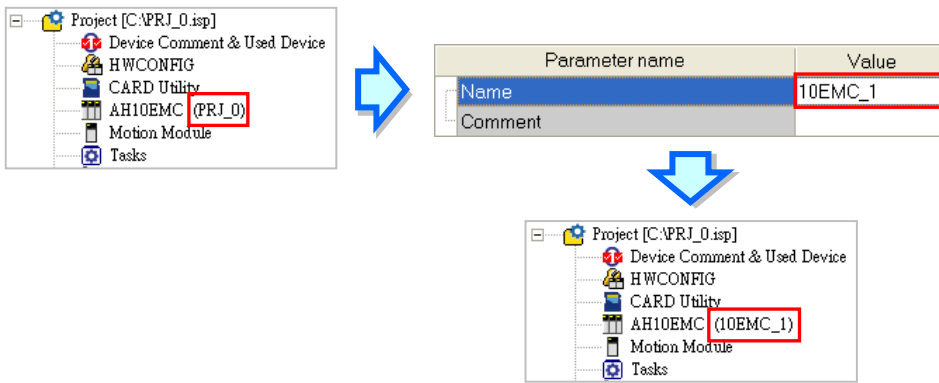 Project [C:\PRJ_0.isp]
Device Comment & Used Device
HWCONFIG
CARD Utility
AH10EMC (PRJ_0)
Motion Module
Tasks
Parameter name Value
Name 10EMC_1
Comment
Project [C:\PRJ_0.isp]
Device Comment & Used Device
HWCONFIG
CARD Utility
AH10EMC (10EMC_1)
Motion Module
Tasks